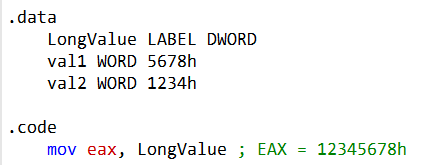 .data
LongValue LABEL DWORD
val1 WORD 5678h
val2 WORD 1234h
.code
mov eax, LongValue ; EAX = 12345678h